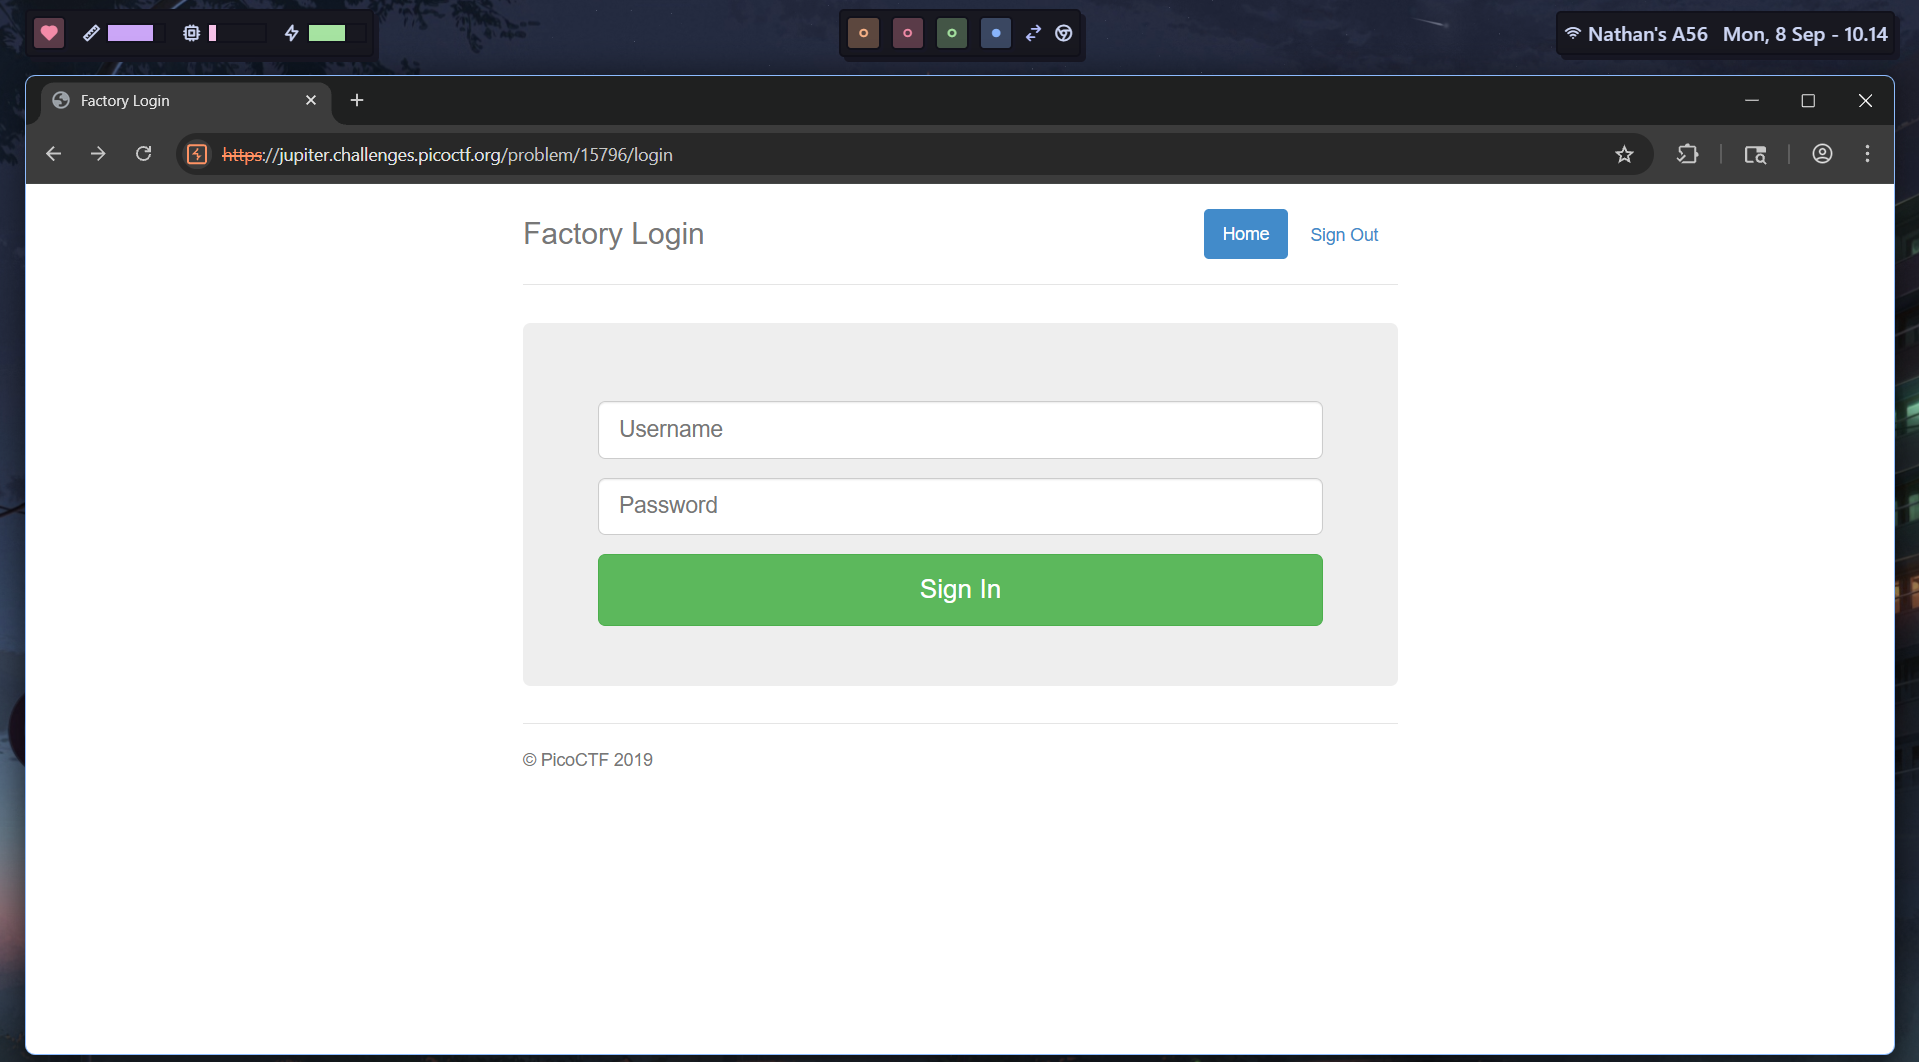 Nathan's A56 Mon, 8 Sep - 10.14
Factory Login
https://jupiter.challenges.picoctf.org/problem/15796/login
Factory Login
Home
Sign Out
Username
Password
Sign In
© PicoCTF 2019